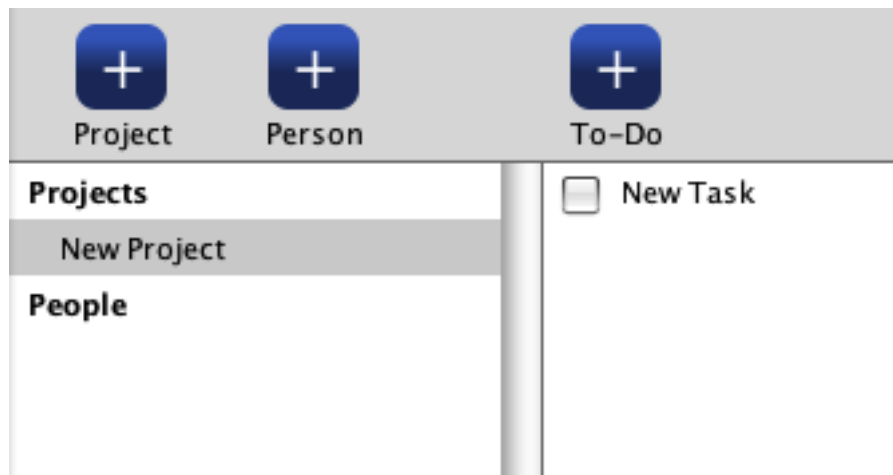 Project Person To-Do
Projects
New Project
People
New Task